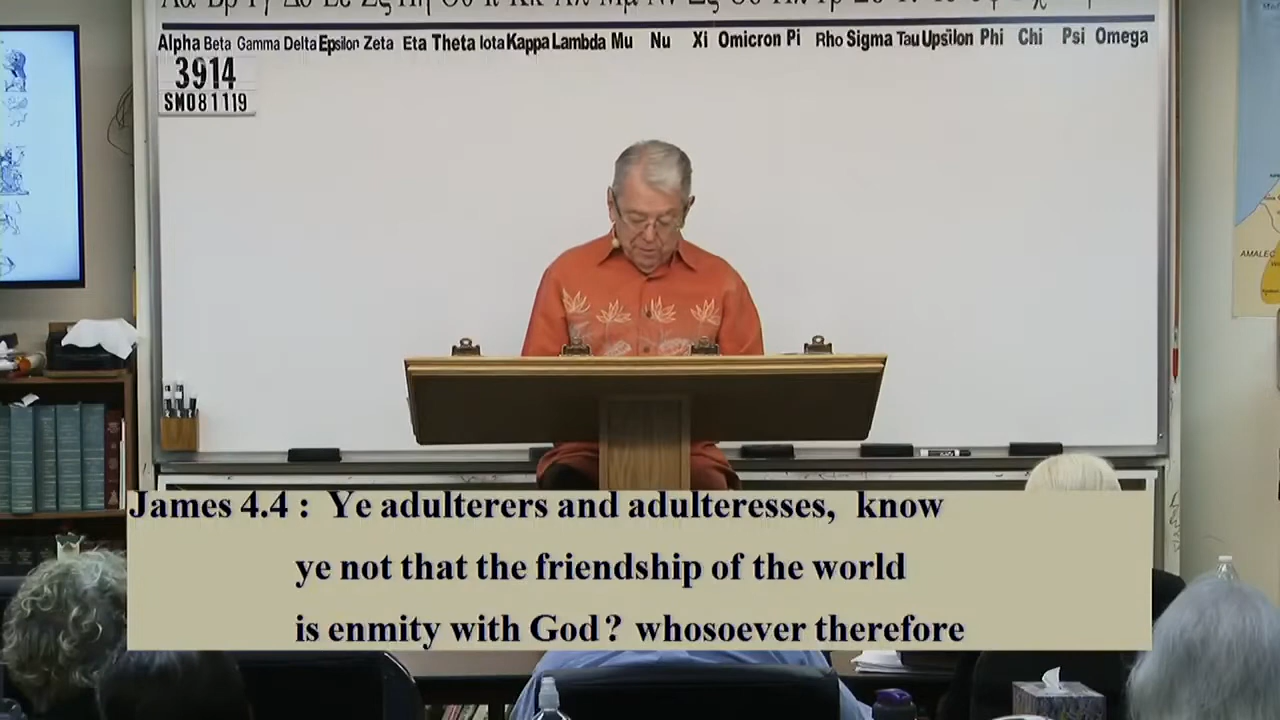 Alpha Beta Gamma Delta Epsilon Zeta Eta Theta Iota Kappa Lambda Mu Nu Xi Omicron Pi Rho Sigma Tau Upsilon Phi Chi Psi Omega
3914
SM081119
AMALEC
James 4.4 : Ye adulterers and adulteresses, know
ye not that the friendship of the world
is enmity with God? whosoever therefore